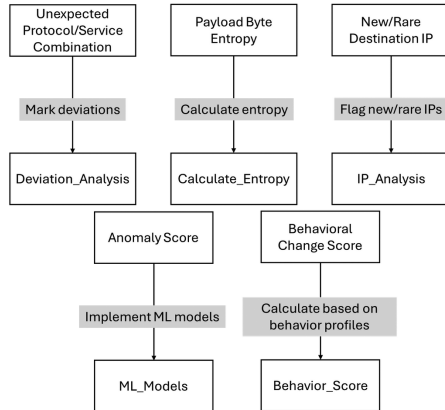 Unexpected
Protocol/Service
Combination
Payload Byte
Entropy
New/Rare
Destination IP
Mark deviations
Calculate entropy
Flag new/rare IPs
Deviation_Analysis
Calculate_Entropy
IP_Analysis
Anomaly Score
Behavioral
Change Score
Implement ML models
Calculate based on
behavior profiles
ML_Models
Behavior_Score